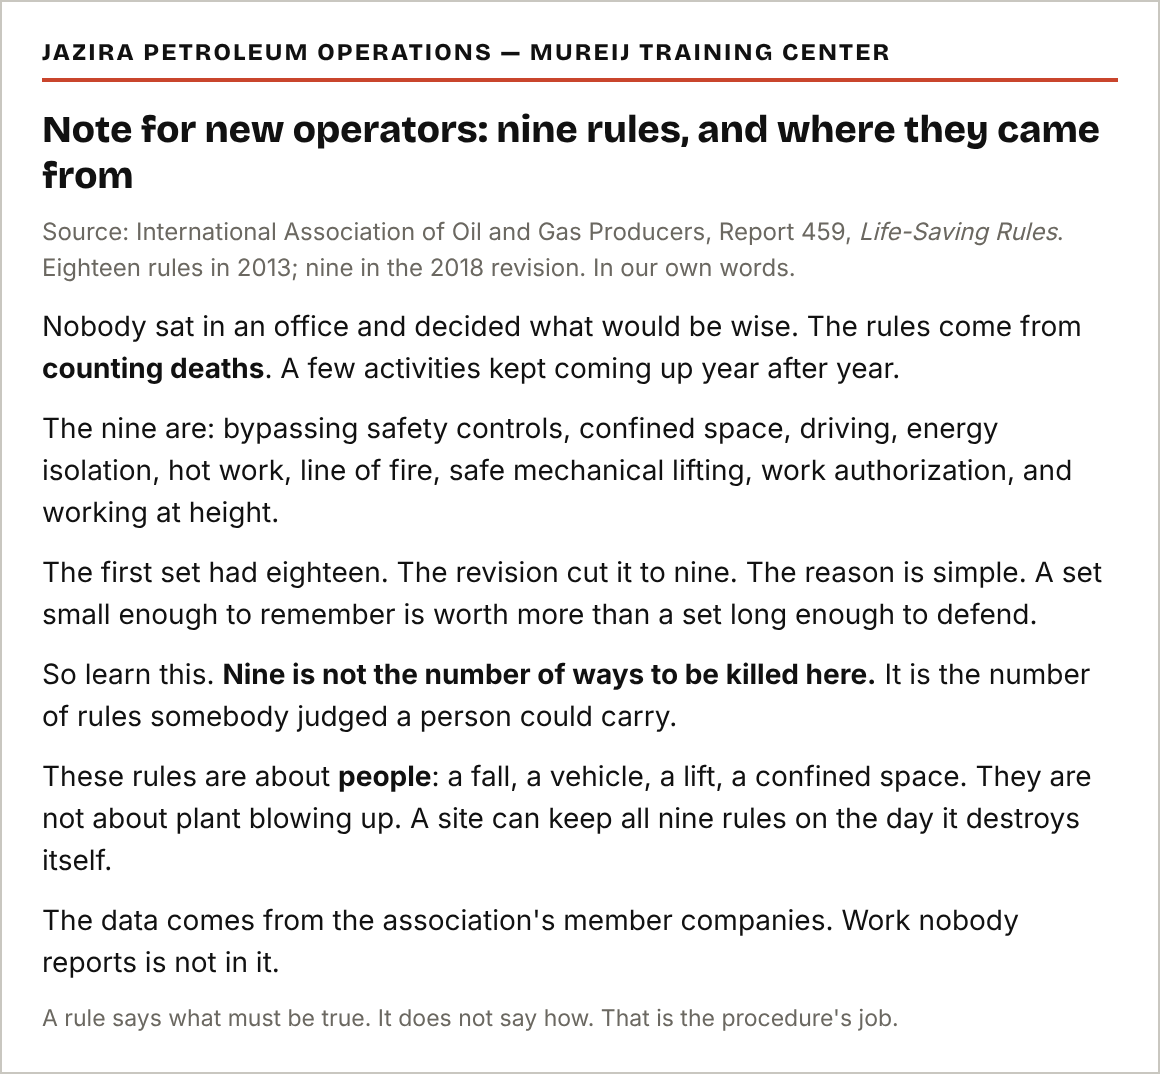 JAZIRA PETROLEUM OPERATIONS — MUREIJ TRAINING CENTER
Note for new operators: nine rules, and where they came
from
Source: International Association of Oil and Gas Producers, Report 459, Life-Saving Rules.
Eighteen rules in 2013; nine in the 2018 revision. In our own words.
Nobody sat in an office and decided what would be wise. The rules come from
counting deaths. A few activities kept coming up year after year.
The nine are: bypassing safety controls, confined space, driving, energy
isolation, hot work, line of fire, safe mechanical lifting, work authorization, and
working at height.
The first set had eighteen. The revision cut it to nine. The reason is simple. A set
small enough to remember is worth more than a set long enough to defend.
So learn this. Nine is not the number of ways to be killed here. It is the number
of rules somebody judged a person could carry.
These rules are about people: a fall, a vehicle, a lift, a confined space. They are
not about plant blowing up. A site can keep all nine rules on the day it destroys
itself.
The data comes from the association's member companies. Work nobody
reports is not in it.
A rule says what must be true. It does not say how. That is the procedure's job.